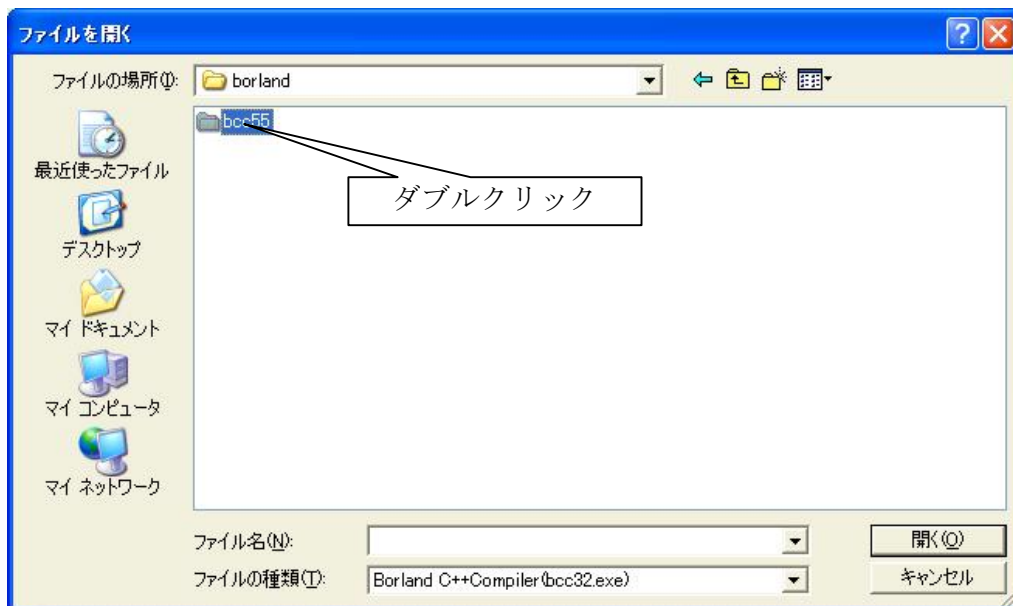 ファイルを開く
ファイルの場所(I):
borland
bcc55
最近使ったファイル
ダブルクリック
デスクトップ
マイ ドキュメント
マイ コンピュータ
マイ ネットワーク
ファイル名(N):
開く(O)
ファイルの種類(T):
Borland C++Compiler(bcc32.exe)
キャンセル